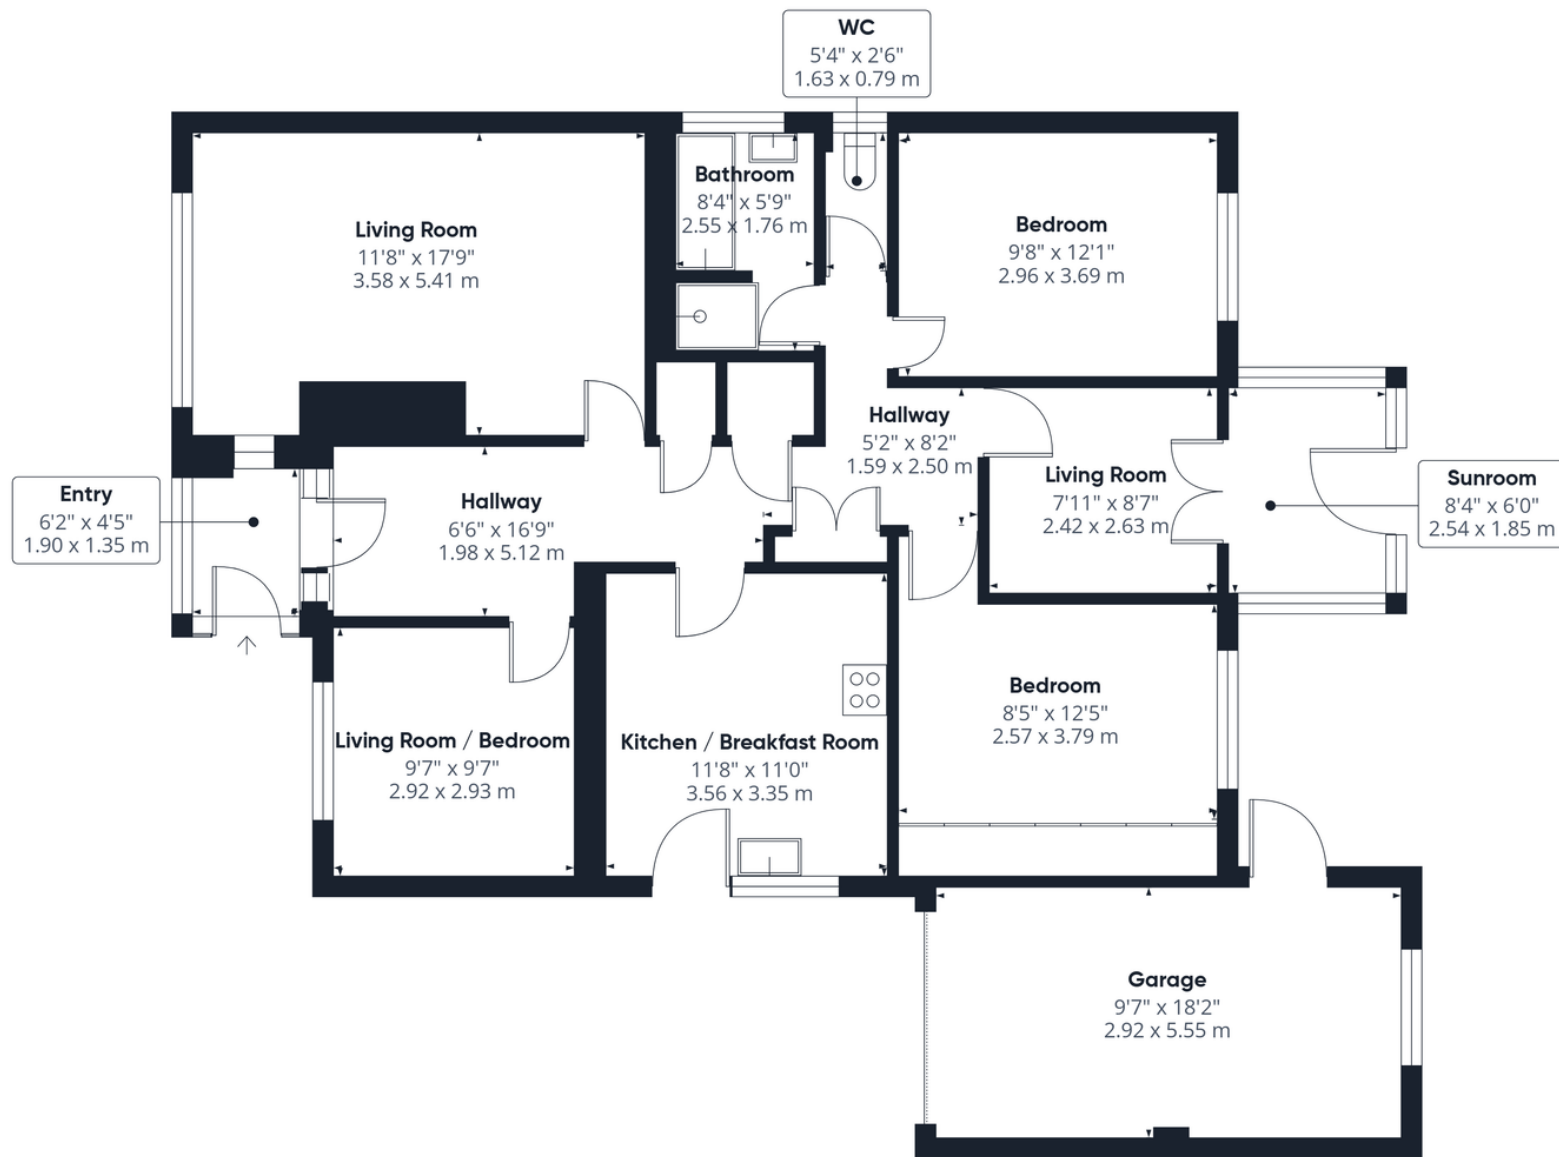 WC
5'4" x 2'6"
1.63 x 0.79 m
Living Room
11'8" x 17'9"
3.58 x 5.41 m
Bathroom
8'4" x 5'9"
2.55 x 1.76 m
Bedroom
9'8" x 12'1"
2.96 x 3.69 m
Hallway
5'2" x 8'2"
1.59 x 2.50 m
Entry
6'2" x 4'5"
1.90 x 1.35 m
Hallway
6'6" x 16'9"
1.98 x 5.12 m
Living Room
7'11" x 8'7"
2.42 x 2.63 m
Sunroom
8'4" x 6'0"
2.54 x 1.85 m
Living Room / Bedroom
9'7" x 9'7"
2.92 x 2.93 m
Kitchen / Breakfast Room
11'8" x 11'0"
3.56 x 3.35 m
Bedroom
8'5" x 12'5"
2.57 x 3.79 m
Garage
9'7" x 18'2"
2.92 x 5.55 m